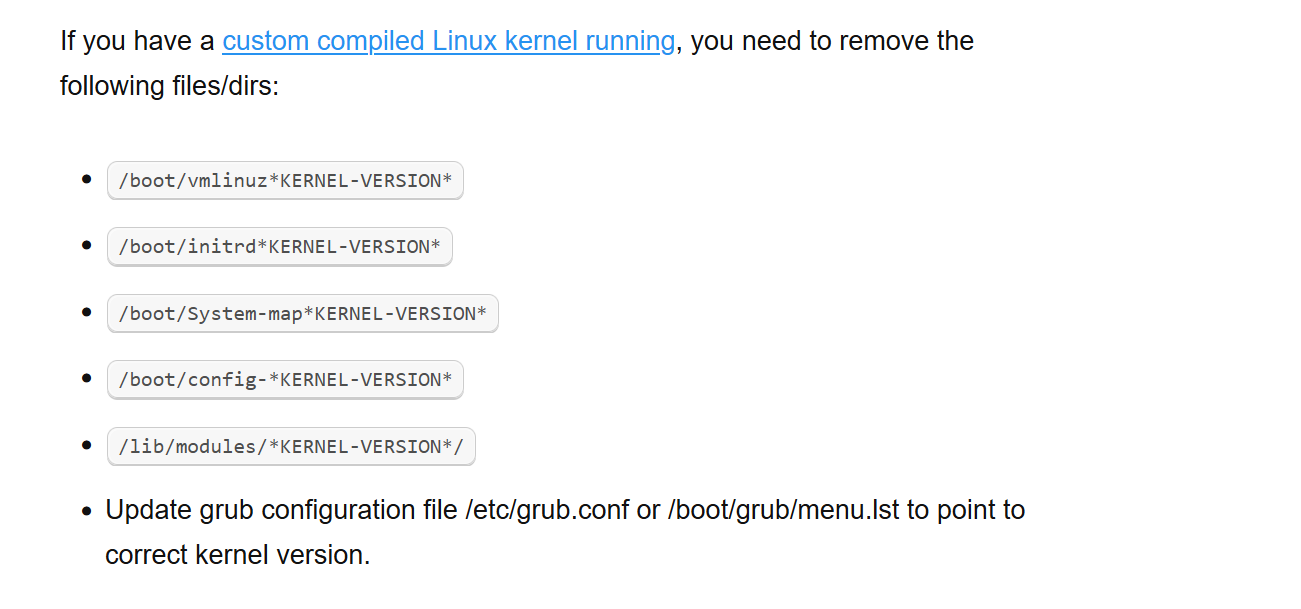 If you have a custom compiled Linux kernel running, you need to remove the
following files/dirs:
• /boot/vmlinuz*KERNEL-VERSION*
• /boot/initrd*KERNEL-VERSION*
• /boot/System-map*KERNEL-VERSION*
• /boot/config-*KERNEL-VERSION*
• /lib/modules/*KERNEL-VERSION*/
• Update grub configuration file /etc/grub.conf or /boot/grub/menu.lst to point to
correct kernel version.